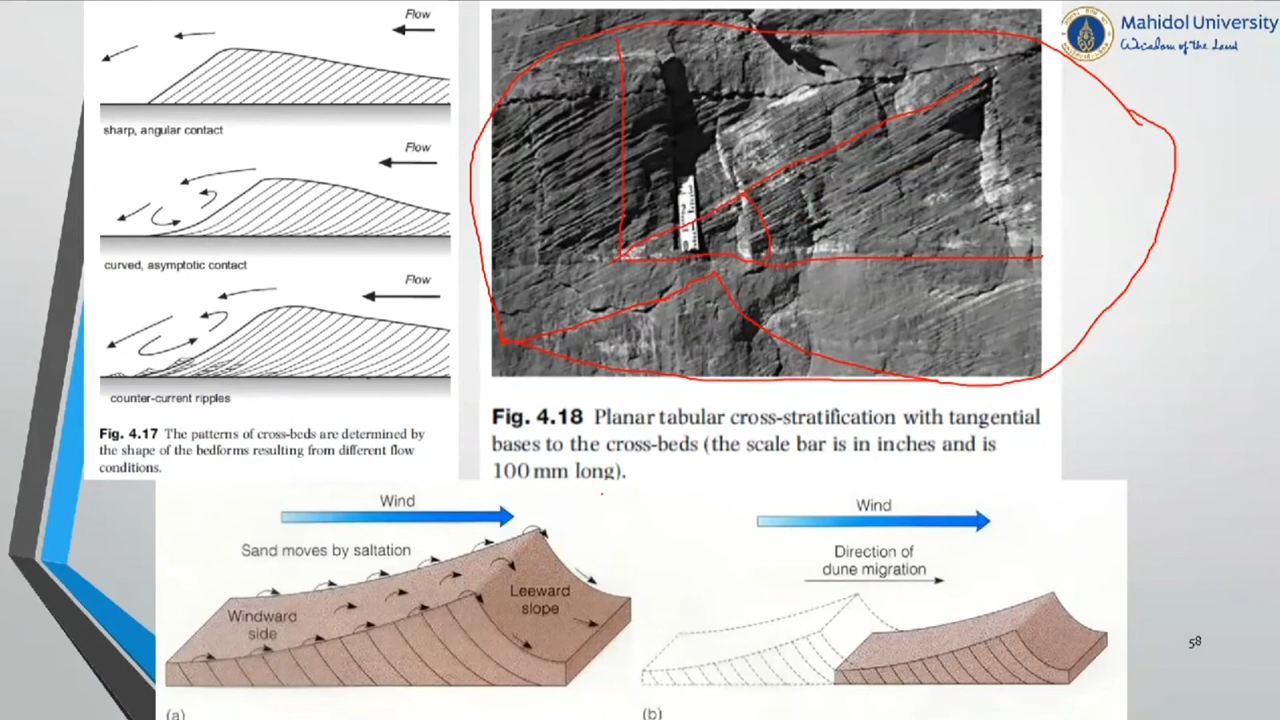 Flow
sharp, angular contact
Flow
curved, asymptotic contact
Flow
counter-current ripples
Fig. 4.17 The patterns of cross-beds are determined by
the shape of the bedforms resulting from different flow
conditions.
Mahidol University
Wisdom of the Land
Fig. 4.18 Planar tabular cross-stratification with tangential
bases to the cross-beds (the scale bar is in inches and is
100 mm long).
Wind
Sand moves by saltation
Windward
side
Leeward
slope
(a)
Wind
Direction of
dune migration
(b)
58